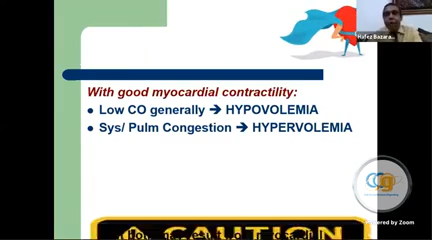 Hafez Bazara
With good myocardial contractility:
Low CO generally → HYPOVOLEMIA
Sys/ Pulm Congestion → HYPERVOLEMIA
Powered by Zoom
CAUTION